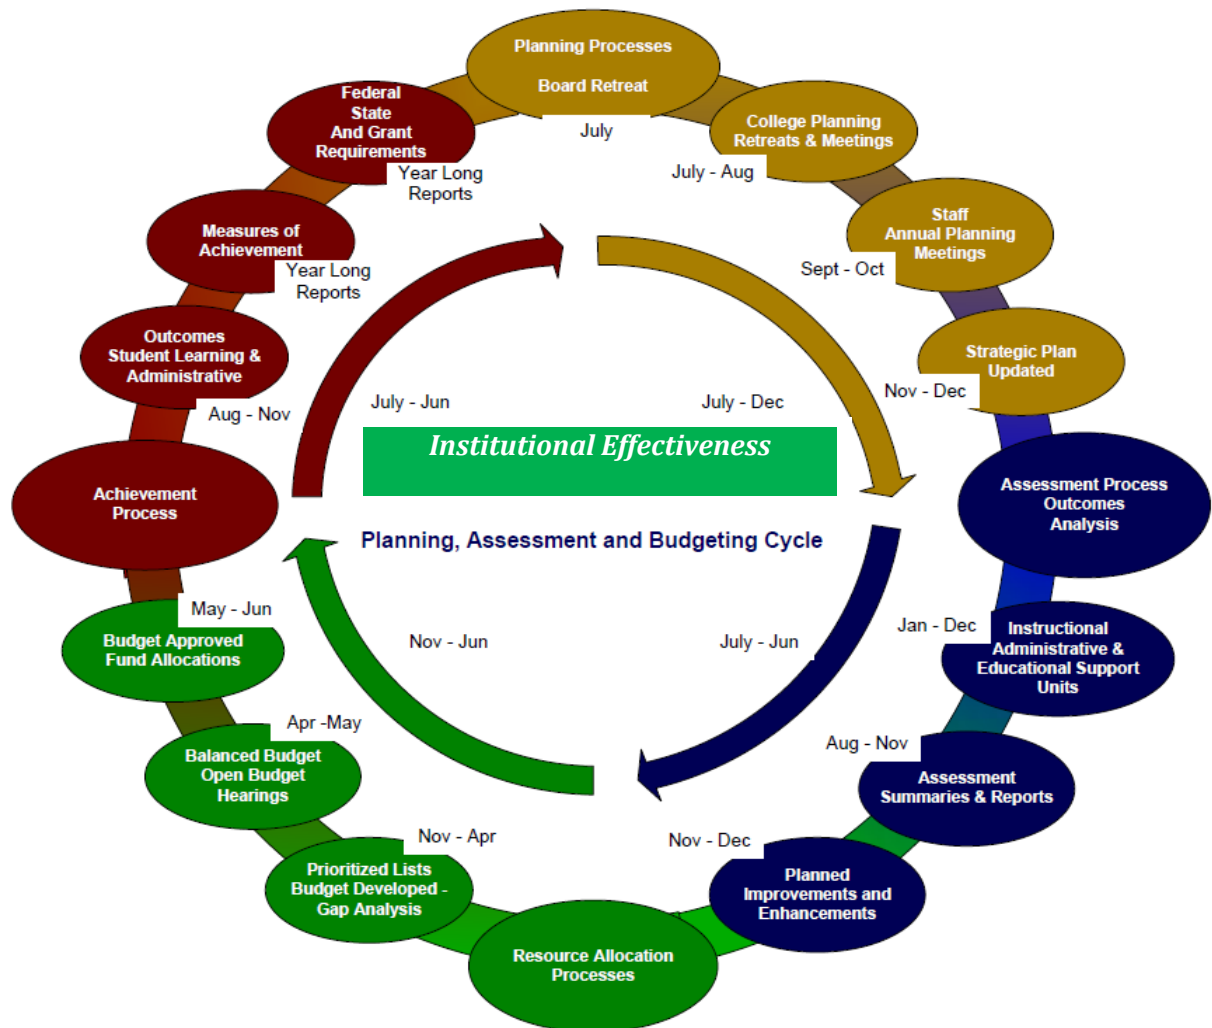 Planning Processes
Board Retreat
July
College Planning
Retreats & Meetings
July - Aug
Staff
Annual Planning
Meetings
Sept - Oct
Strategic Plan
Updated
Nov - Dec
Assessment Process
Outcomes
Analysis
Instructional
Administrative &
Educational Support
Units
Jan - Dec
Assessment
Summaries & Reports
Aug - Nov
Planned
Improvements and
Enhancements
Nov - Dec
Resource Allocation
Processes
Prioritized Lists
Budget Developed -
Gap Analysis
Nov - Apr
Balanced Budget
Open Budget
Hearings
Apr -May
Budget Approved
Fund Allocations
May - Jun
Achievement
Process
Outcomes
Student Learning &
Administrative
Aug - Nov
Measures of
Achievement
Year Long
Reports
Federal
State
And Grant
Requirements
Year Long
Reports
July - Jun
July - Dec
Institutional Effectiveness
Planning, Assessment and Budgeting Cycle
Nov - Jun
July - Jun